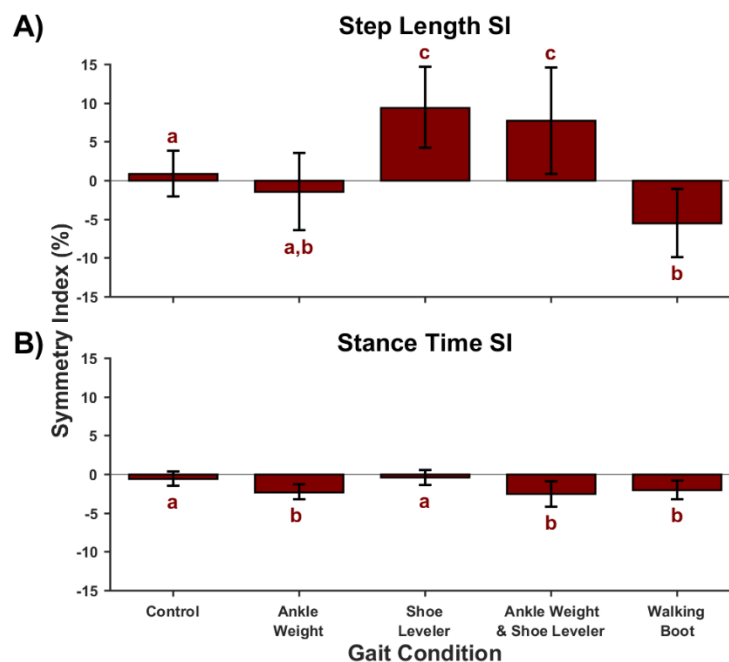 A)
Step Length SI
15
10
5
0
-5
-10
-15
a
a,b
c
c
b
Symmetry Index (%)
B)
Stance Time SI
15
10
5
0
-5
-10
-15
a
b
a
b
b
Control
Ankle
Weight
Shoe
Leveler
Ankle Weight
& Shoe Leveler
Walking
Boot
Gait Condition